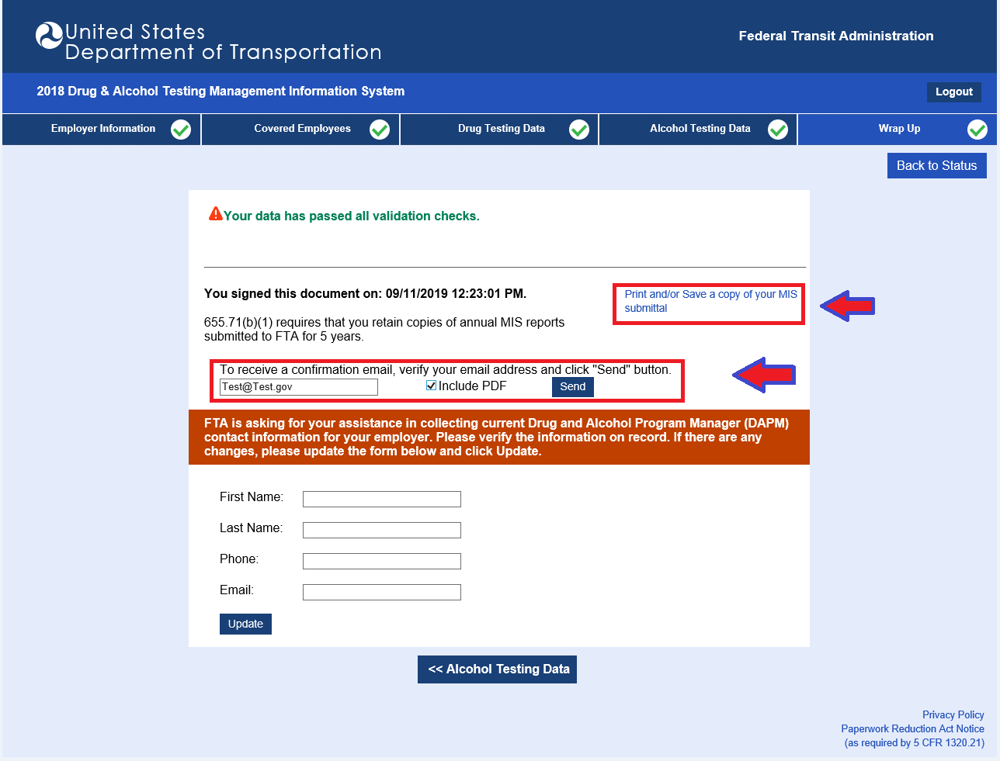 United States
Department of Transportation
Federal Transit Administration
2018 Drug & Alcohol Testing Management Information System
Logout
Employer Information
Covered Employees
Drug Testing Data
Alcohol Testing Data
Wrap Up
Back to Status
Your data has passed all validation checks.
You signed this document on: 09/11/2019 12:23:01 PM.
Print and/or Save a copy of your MIS
submittal
655.71(b)(1) requires that you retain copies of annual MIS reports
submitted to FTA for 5 years.
To receive a confirmation email, verify your email address and click "Send" button.
Test@Test.gov
Include PDF
Send
FTA is asking for your assistance in collecting current Drug and Alcohol Program Manager (DAPM)
contact information for your employer. Please verify the information on record. If there are any
changes, please update the form below and click Update.
First Name:
Last Name:
Phone:
Email:
Update
<< Alcohol Testing Data
Privacy Policy
Paperwork Reduction Act Notice
(as required by 5 CFR 1320.21)